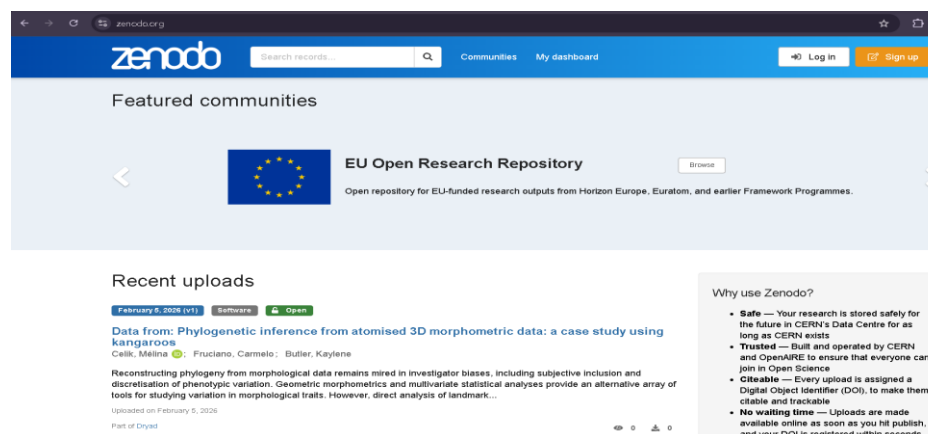 zenodo.org
zenodo
Search records...
Communities
My dashboard
Log in
Sign up
Featured communities
EU Open Research Repository
Browse
Open repository for EU-funded research outputs from Horizon Europe, Euratom, and earlier Framework Programmes.
Recent uploads
February 5, 2026 (v1)
Software
Open
Data from: Phylogenetic inference from atomised 3D morphometric data: a case study using
kangaroos
Celik, Mélina iD; Fruciano, Carmelo; Butler, Kaylene
Reconstructing phylogeny from morphological data remains mired in investigator biases, including subjective inclusion and
discretisation of phenotypic variation. Geometric morphometrics and multivariate statistical analyses provide an alternative array of
tools for studying variation in morphological traits. However, direct analysis of landmark...
Uploaded on February 5, 2026
Part of Dryad
0
0
Why use Zenodo?
• Safe — Your research is stored safely for
the future in CERN's Data Centre for as
long as CERN exists
• Trusted — Built and operated by CERN
and OpenAIRE to ensure that everyone can
join in Open Science
• Citeable — Every upload is assigned a
Digital Object Identifier (DOI), to make them
citable and trackable
• No waiting time — Uploads are made
available online as soon as you hit publish,
and your DOI is registered within seconds